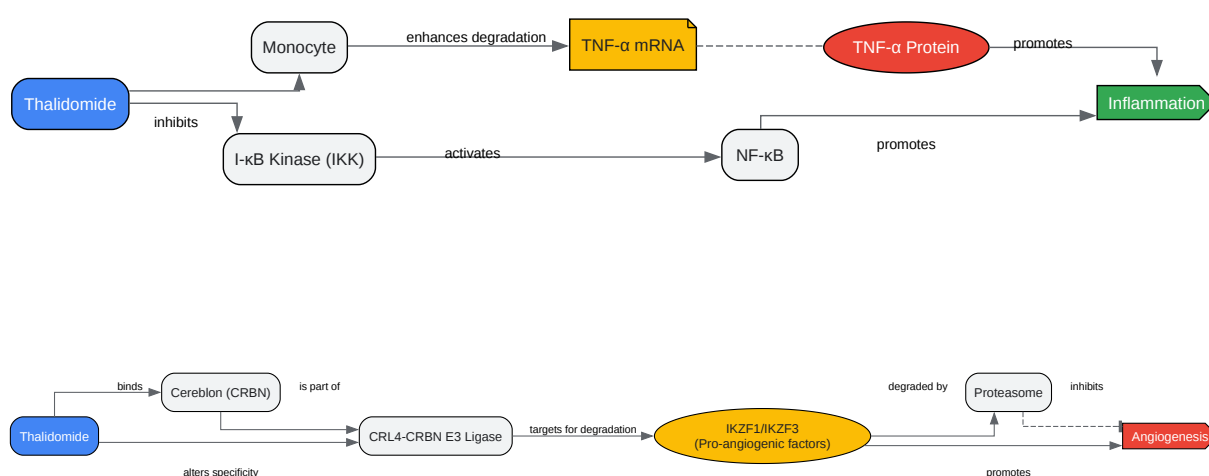 enhances degradation
TNF-α mRNA
TNF-α Protein
promotes
Monocyte
Thalidomide
Inflammation
inhibits
I-κB Kinase (IKK)
activates
NF-κB
promotes
binds
Cereblon (CRBN)
is part of
degraded by
Proteasome
inhibits
Thalidomide
CRL4-CRBN E3 Ligase
targets for degradation
IKZF1/IKZF3
(Pro-angiogenic factors)
Angiogenesis
alters specificity
promotes